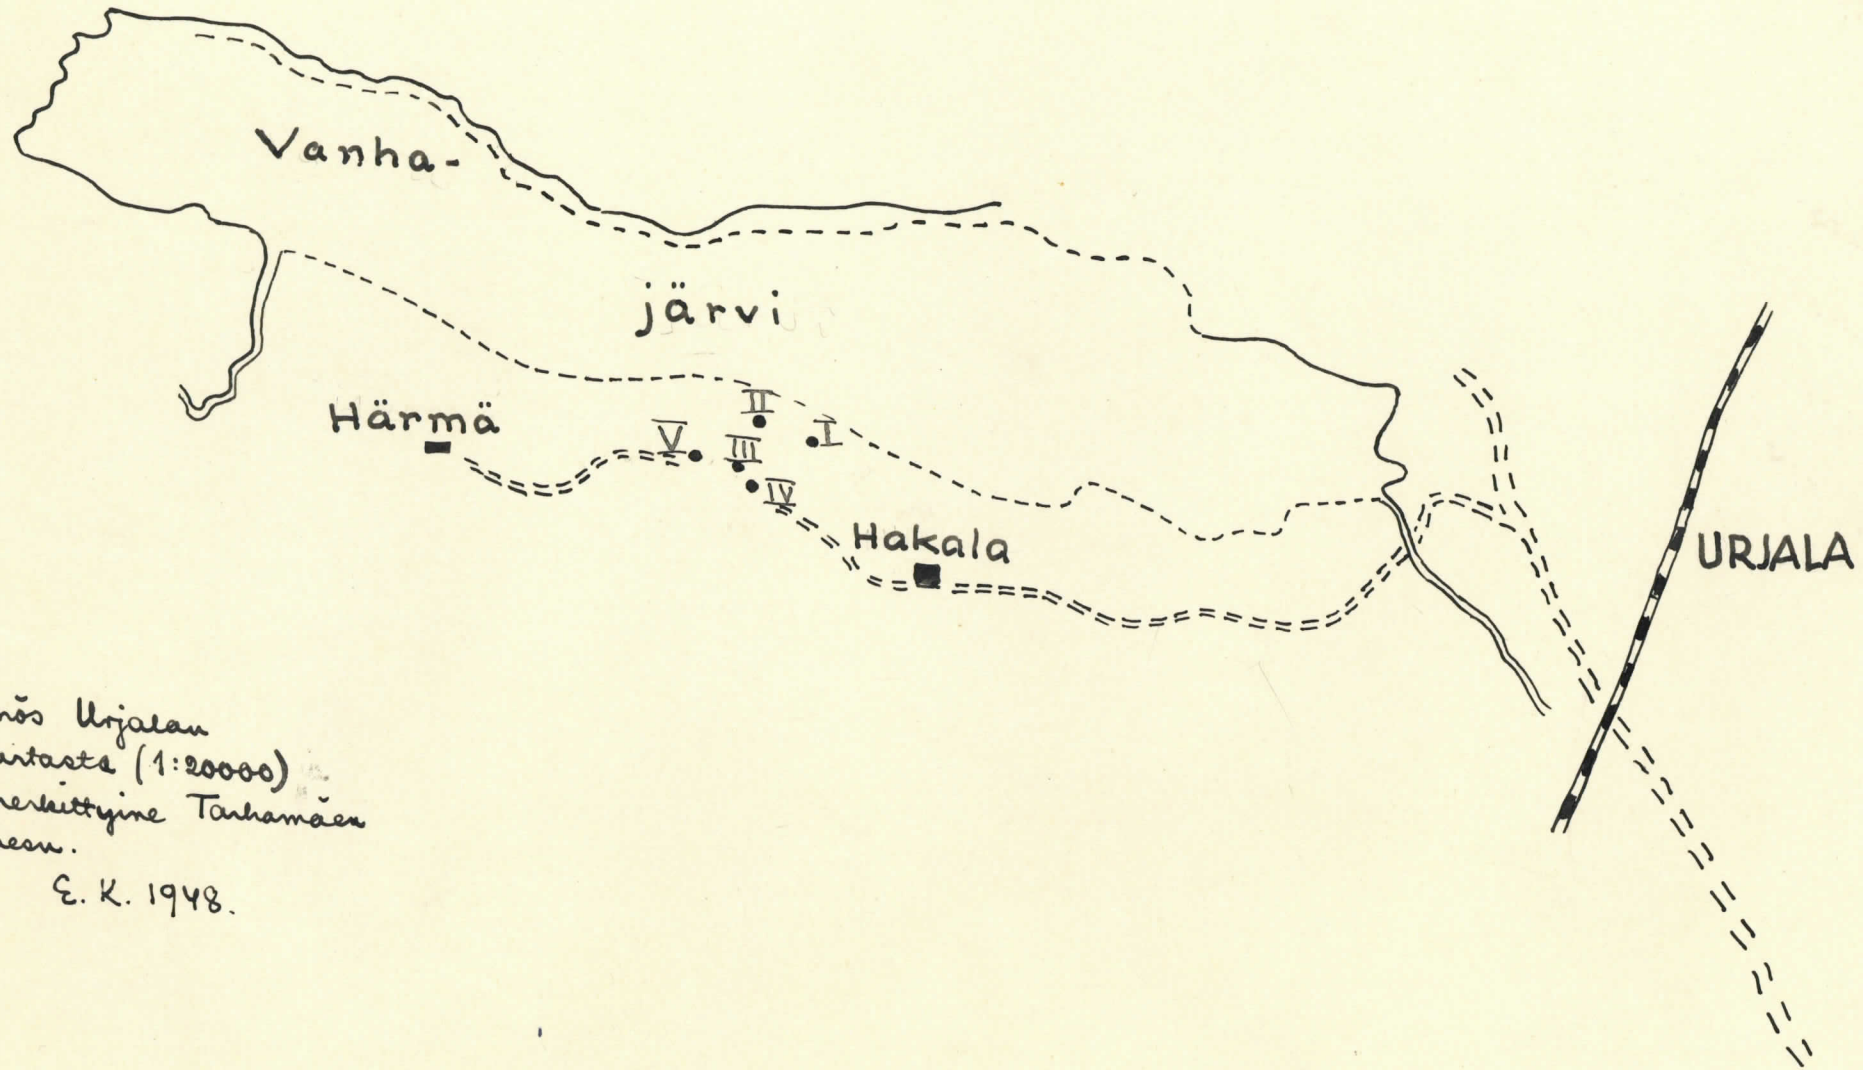 Vanha-
järvi
Härmä
II
I
V
III
IV
Hakala
URJALA
Urjalan
(1:20000)
Tarhamäen
E. K. 1948.